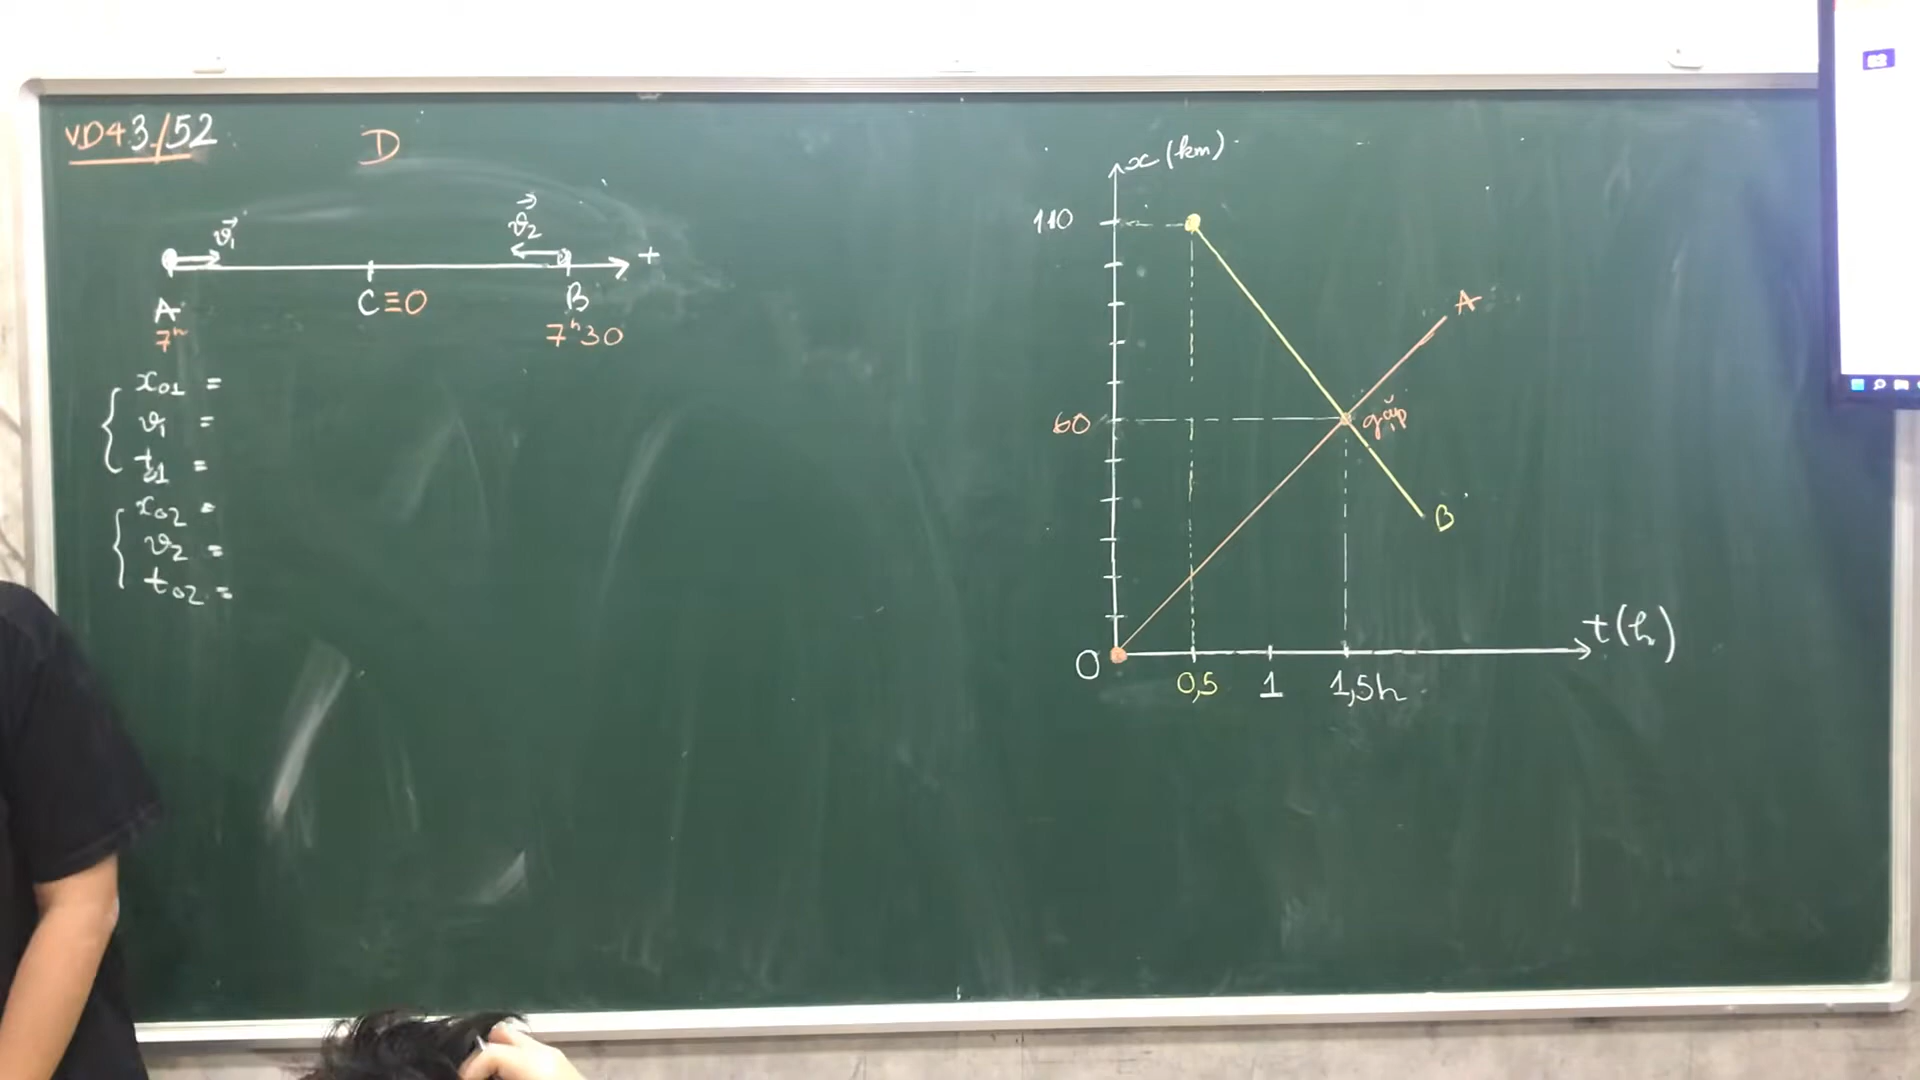 VD43/52
D
v₁
v₂
+
A
C≡O
B
7ʰ
7ʰ30
x₀₁ =
v₁ =
t₀₁ =
x₀₂ =
v₂ =
t₀₂ =
x (km)
110
A
60
gặp
B
O
0,5
1
1,5h
t(h)